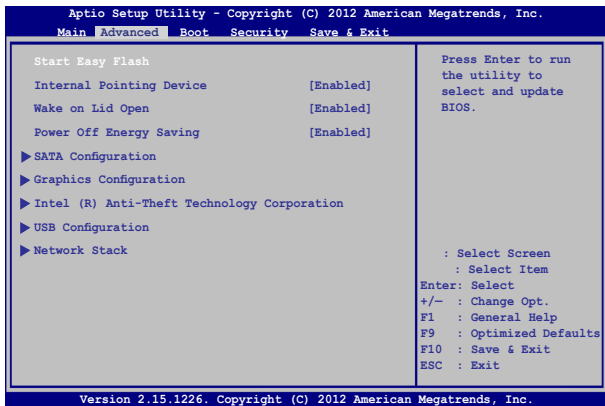 Aptio Setup Utility - Copyright (C) 2012 American Megatrends, Inc.
Main Advanced Boot Security Save & Exit
Start Easy Flash
Internal Pointing Device [Enabled]
Wake on Lid Open [Enabled]
Power Off Energy Saving [Enabled]
SATA Configuration
Graphics Configuration
Intel (R) Anti-Theft Technology Corporation
USB Configuration
Network Stack
Press Enter to run
the utility to
select and update
BIOS.
: Select Screen
: Select Item
Enter: Select
+/— : Change Opt.
F1 : General Help
F9 : Optimized Defaults
F10 : Save & Exit
ESC : Exit
Version 2.15.1226. Copyright (C) 2012 American Megatrends, Inc.